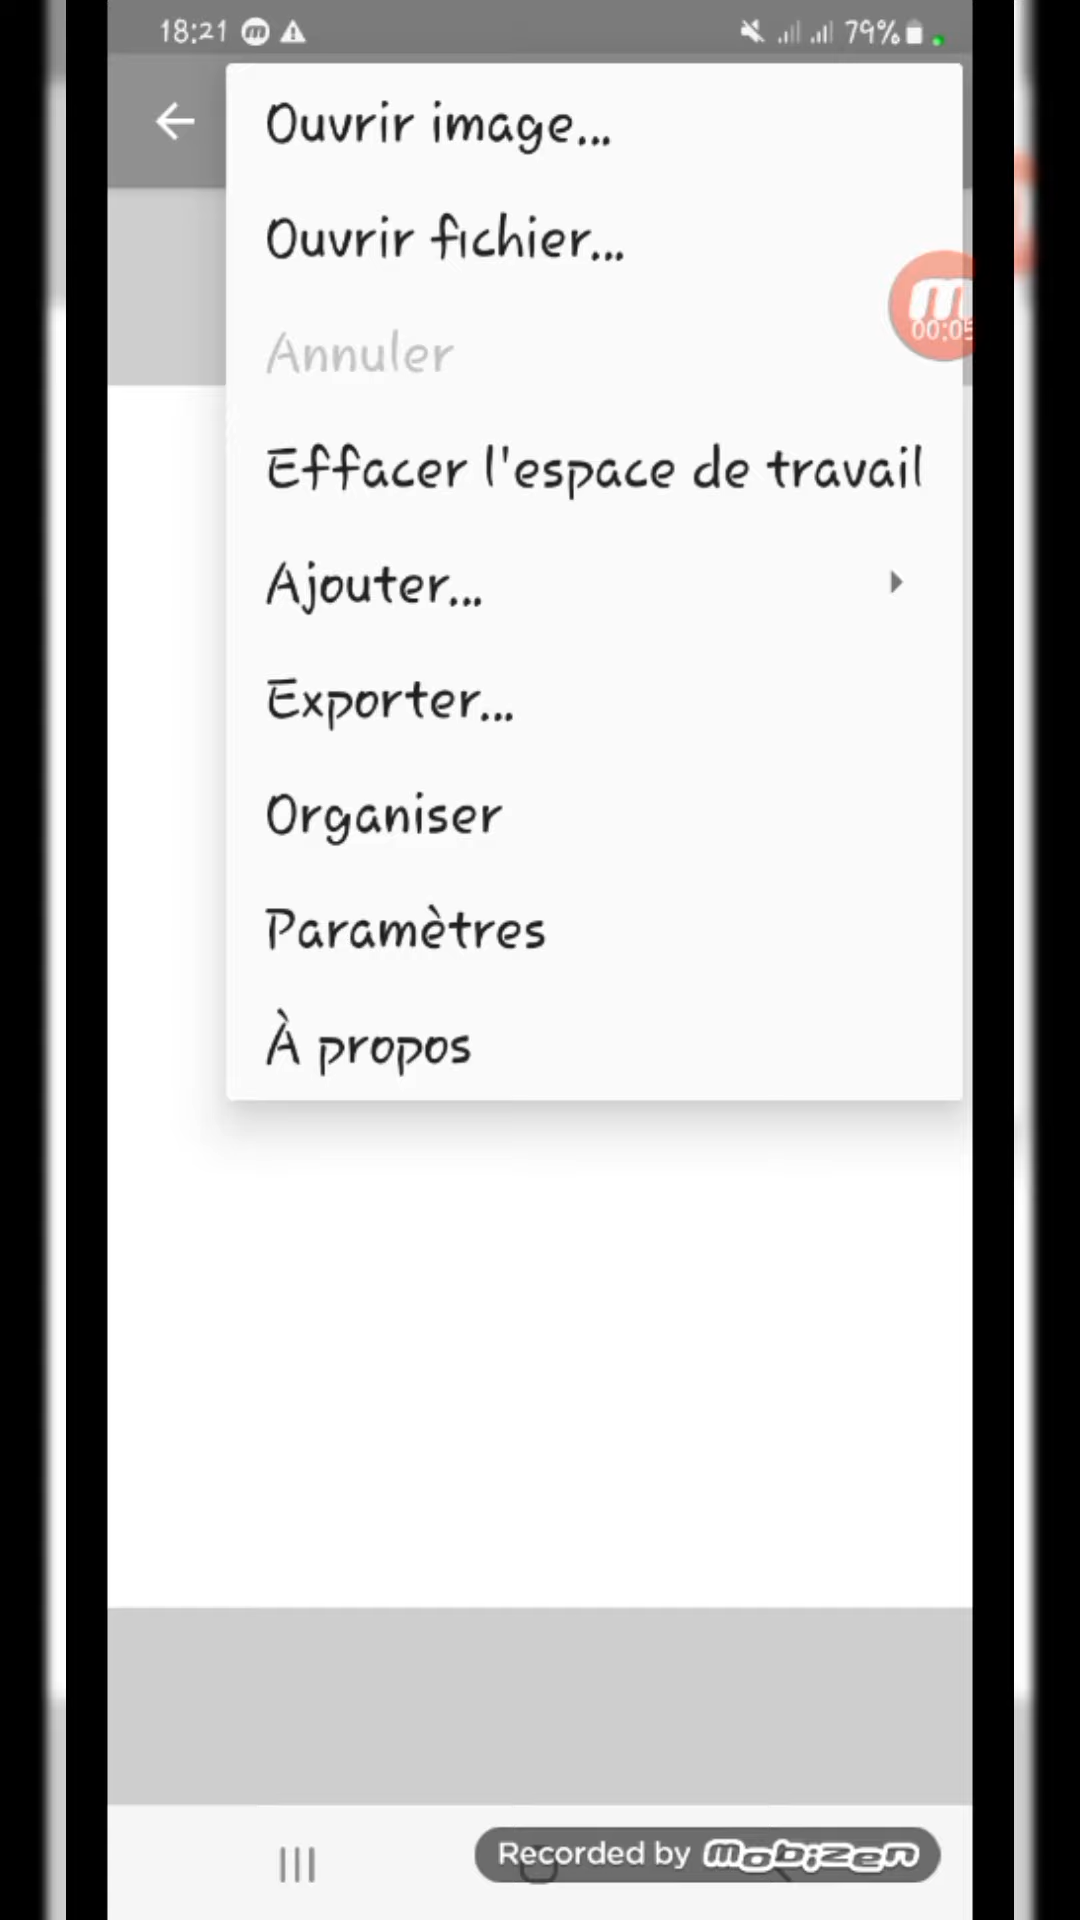 18:21 79%
Ouvrir image...
Ouvrir fichier...
00:05
Annuler
Effacer l'espace de travail
Ajouter...
Exporter...
Organiser
Paramètres
À propos
Recorded by mobizen